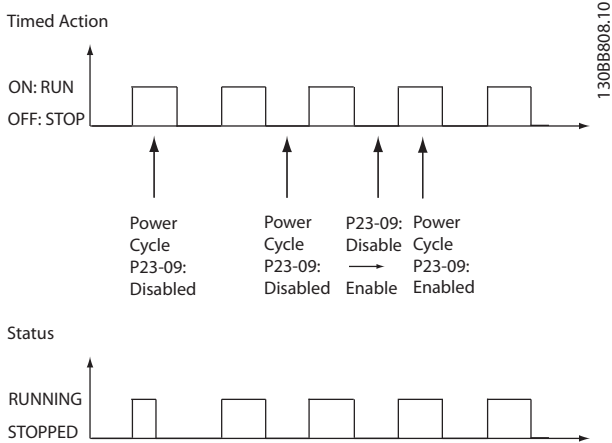 Timed Action
130BB808.10
ON: RUN
OFF: STOP
Power
Cycle
P23-09:
Disabled
Power
Cycle
P23-09:
Disabled
P23-09:
Disable
Enable
Power
Cycle
P23-09:
Enabled
Status
RUNNING
STOPPED